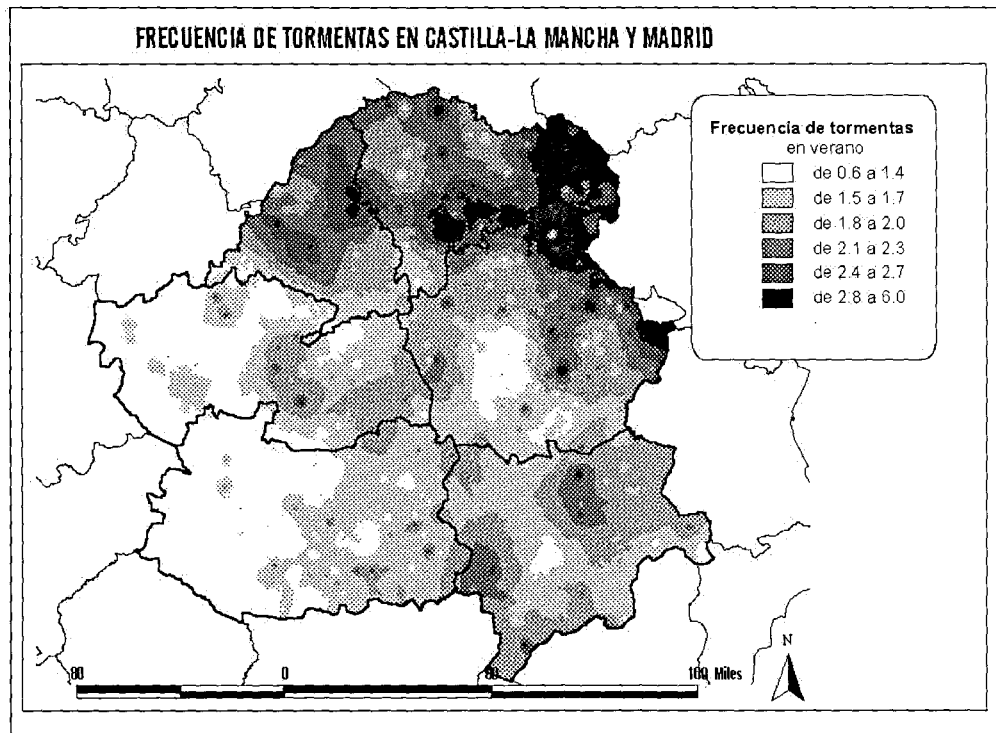 FRECUENCIA DE TORMENTAS EN CASTILLA-LA MANCHA Y MADRID
Frecuencia de tormentas
en verano
de 0.6 a 1.4
de 1.5 a 1.7
de 1.8 a 2.0
de 2.1 a 2.3
de 2.4 a 2.7
de 2.8 a 6.0
N
80 0 80 160 Miles